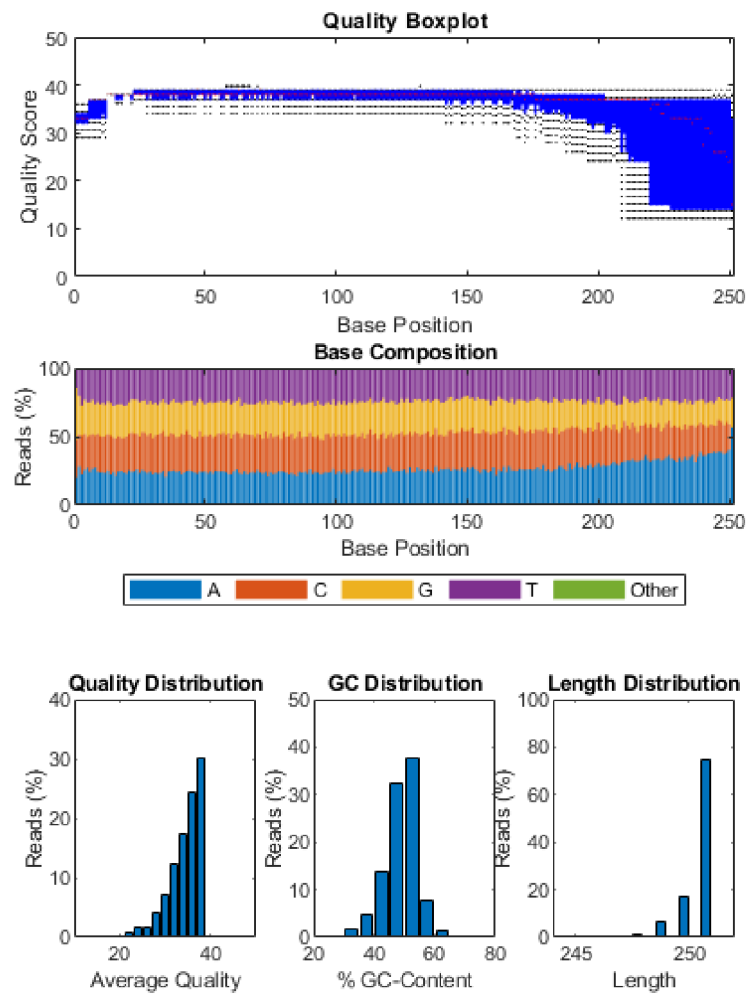 Quality Boxplot
50
40
30
20
10
0
Quality Score
0 50 100 150 200 250
Base Position
Base Composition
100
50
0
Reads (%)
0 50 100 150 200 250
Base Position
A C G T Other
Quality Distribution GC Distribution Length Distribution
40
30
20
10
0
Reads (%)
20 40
Average Quality
50
40
30
20
10
0
Reads (%)
20 40 60 80
% GC-Content
100
80
60
40
20
0
Reads (%)
245 250
Length